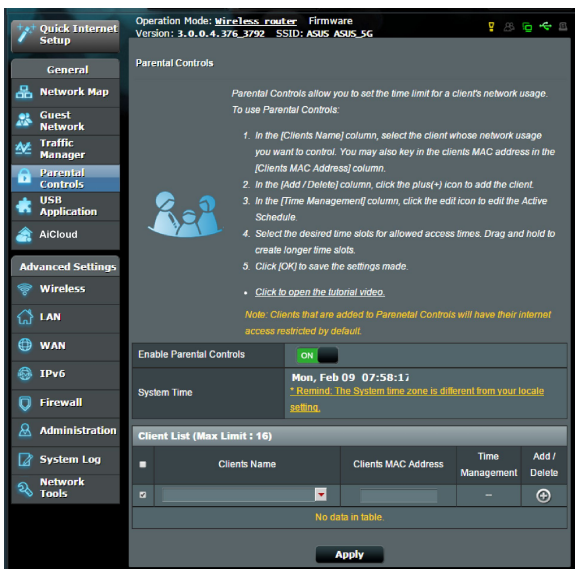 Quick Internet
Setup
Operation Mode: Wireless router Firmware
Version: 3.0.0.4.376_3792 SSID: ASUS ASUS_5G
General
Network Map
Guest
Network
Traffic
Manager
Parental
Controls
USB
Application
AiCloud
Advanced Settings
Wireless
LAN
WAN
IPv6
Firewall
Administration
System Log
Network
Tools
Parental Controls
Parental Controls allow you to set the time limit for a client's network usage.
To use Parental Controls:
1. In the [Clients Name] column, select the client whose network usage
you want to control. You may also key in the clients MAC address in the
[Clients MAC Address] column.
2. In the [Add / Delete] column, click the plus(+) icon to add the client.
3. In the [Time Management] column, click the edit icon to edit the Active
Schedule.
4. Select the desired time slots for allowed access times. Drag and hold to
create longer time slots.
5. Click [OK] to save the settings made.
• Click to open the tutorial video.
Note: Clients that are added to Parenetal Controls will have their internet
access restricted by default.
Enable Parental Controls
ON
System Time
Mon, Feb 09 07:58:17
* Remind: The System time zone is different from your locale
setting.
Client List (Max Limit : 16)
Clients Name
Clients MAC Address
Time
Management
Add /
Delete
--
No data in table.
Apply